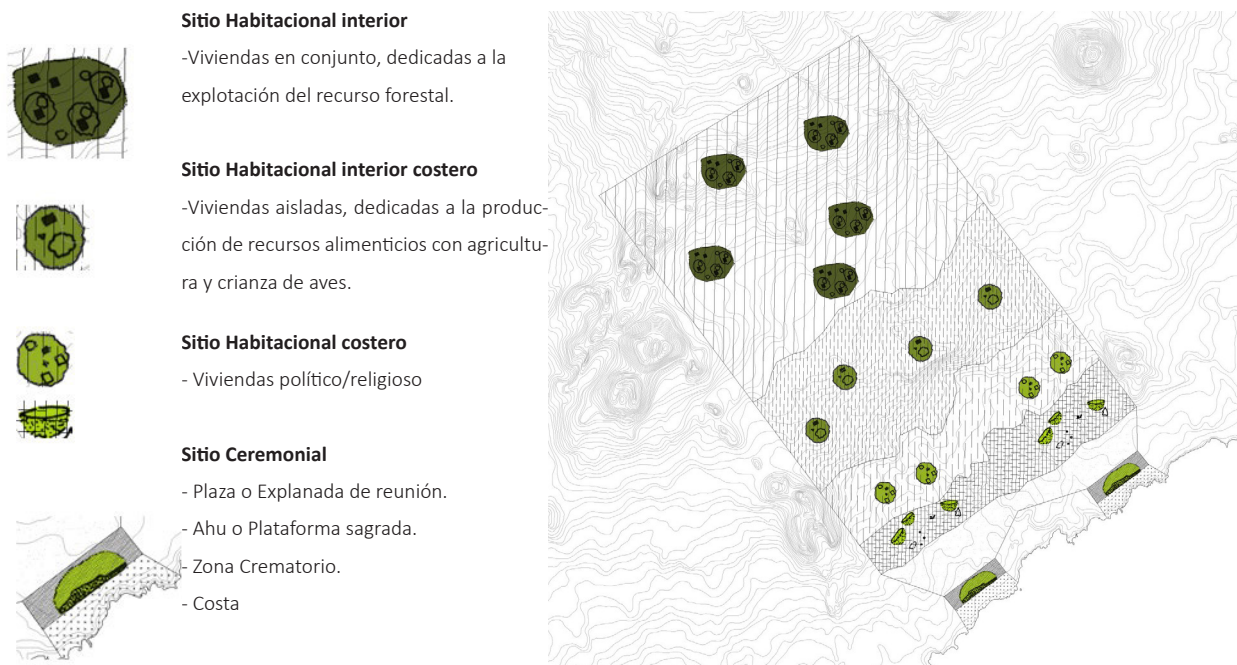 Sitio Habitacional interior
-Viviendas en conjunto, dedicadas a la
explotación del recurso forestal.
Sitio Habitacional interior costero
-Viviendas aisladas, dedicadas a la produc-
ción de recursos alimenticios con agricultu-
ra y crianza de aves.
Sitio Habitacional costero
- Viviendas político/religioso
Sitio Ceremonial
- Plaza o Explanada de reunión.
- Ahu o Plataforma sagrada.
- Zona Crematorio.
- Costa